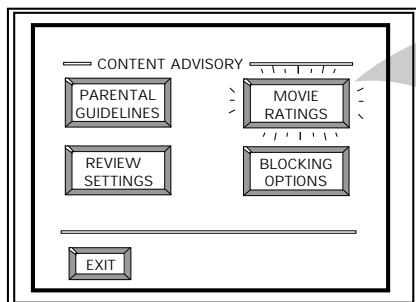 CONTENT ADVISORY
PARENTAL
GUIDELINES
MOVIE
RATINGS
REVIEW
SETTINGS
BLOCKING
OPTIONS
EXIT